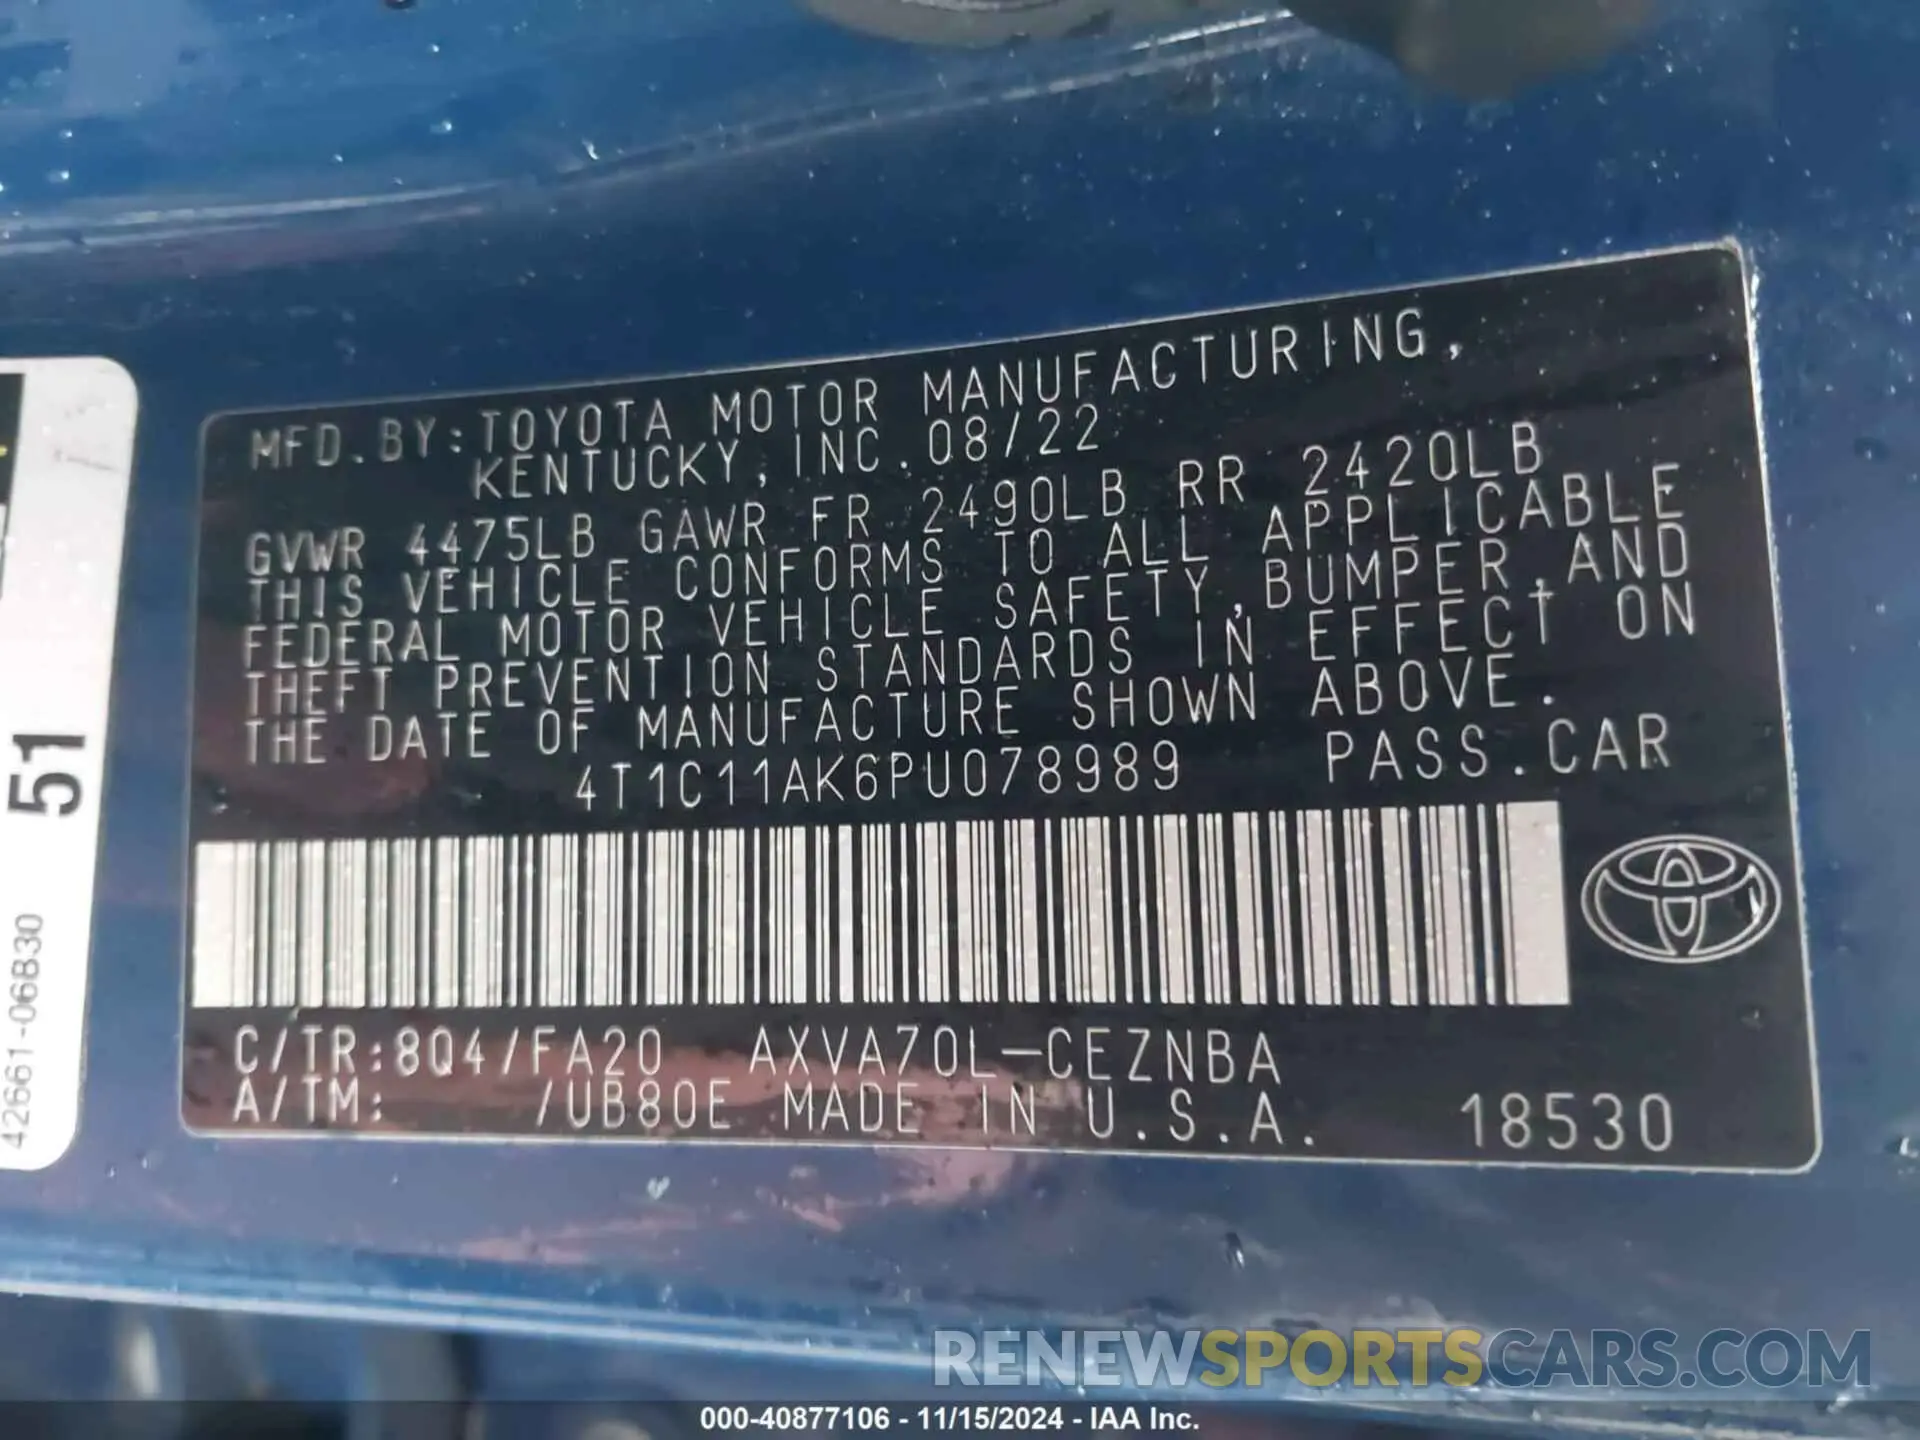 MFD.BY:TOYOTA MOTOR MANUFACTURING,
KENTUCKY, INC. 08/22
GVWR 4475LB GAWR FR 2490LB RR 2420LB
THIS VEHICLE CONFORMS TO ALL APPLICABLE
FEDERAL MOTOR VEHICLE SAFETY,BUMPER,AND
THEFT PREVENTION STANDARDS IN EFFECT ON
THE DATE OF MANUFACTURE SHOWN ABOVE.
4T1C11AK6PU078989 PASS.CAR
C/TR:8Q4/FA20 AXVA70L-CEZNBA
A/TM: /UB80E MADE IN U.S.A. 18530
51
42661-06B30
RENEWSPORTSCARS.COM
000-40877106 - 11/15/2024 - IAA Inc.